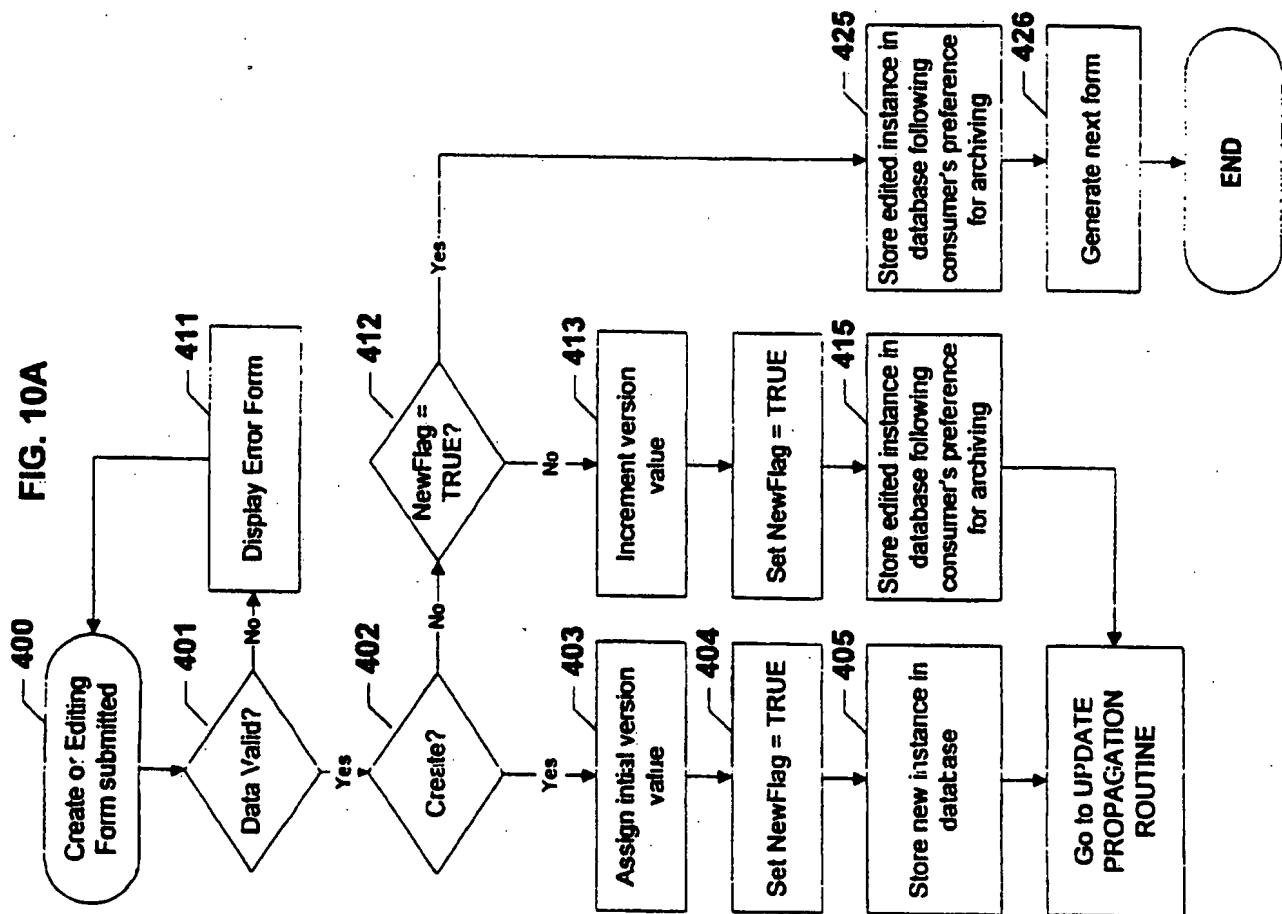 FIG. 10A
400
Create or Editing
Form submitted
401
Data Valid?
No
411
Display Error Form
Yes
402
Create?
No
412
NewFlag =
TRUE?
Yes
Yes
403
Assign initial version
value
404
Set NewFlag = TRUE
405
Store new instance in
database
Go to UPDATE
PROPAGATION
ROUTINE
No
413
Increment version
value
Set NewFlag = TRUE
415
Store edited instance in
database following
consumer's preference
for archiving
425
Store edited instance in
database following
consumer's preference
for archiving
426
Generate next form
END